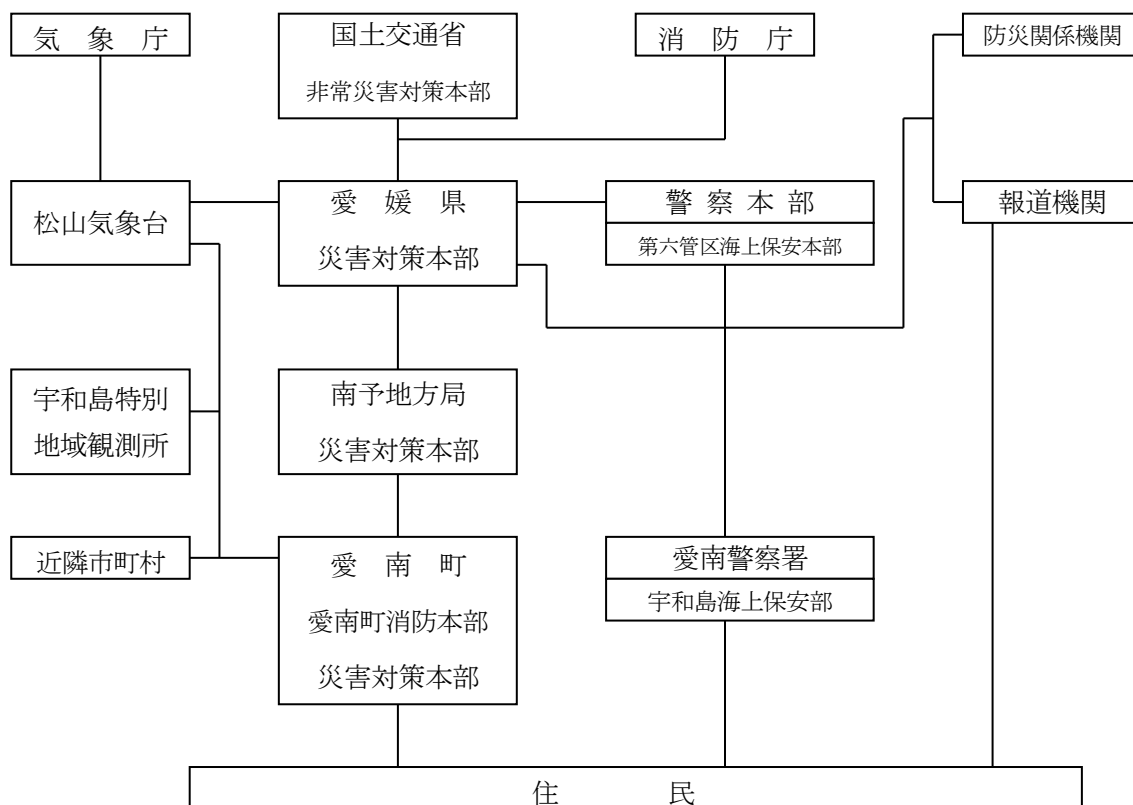 気　象　庁
国土交通省
非常災害対策本部
消　防　庁
防災関係機関
松山気象台
愛　媛　県
災害対策本部
警 察 本 部
第六管区海上保安本部
報道機関
宇和島特別
地域観測所
南予地方局
災害対策本部
近隣市町村
愛　南　町
愛南町消防本部
災害対策本部
愛南警察署
宇和島海上保安部
住　　　　民